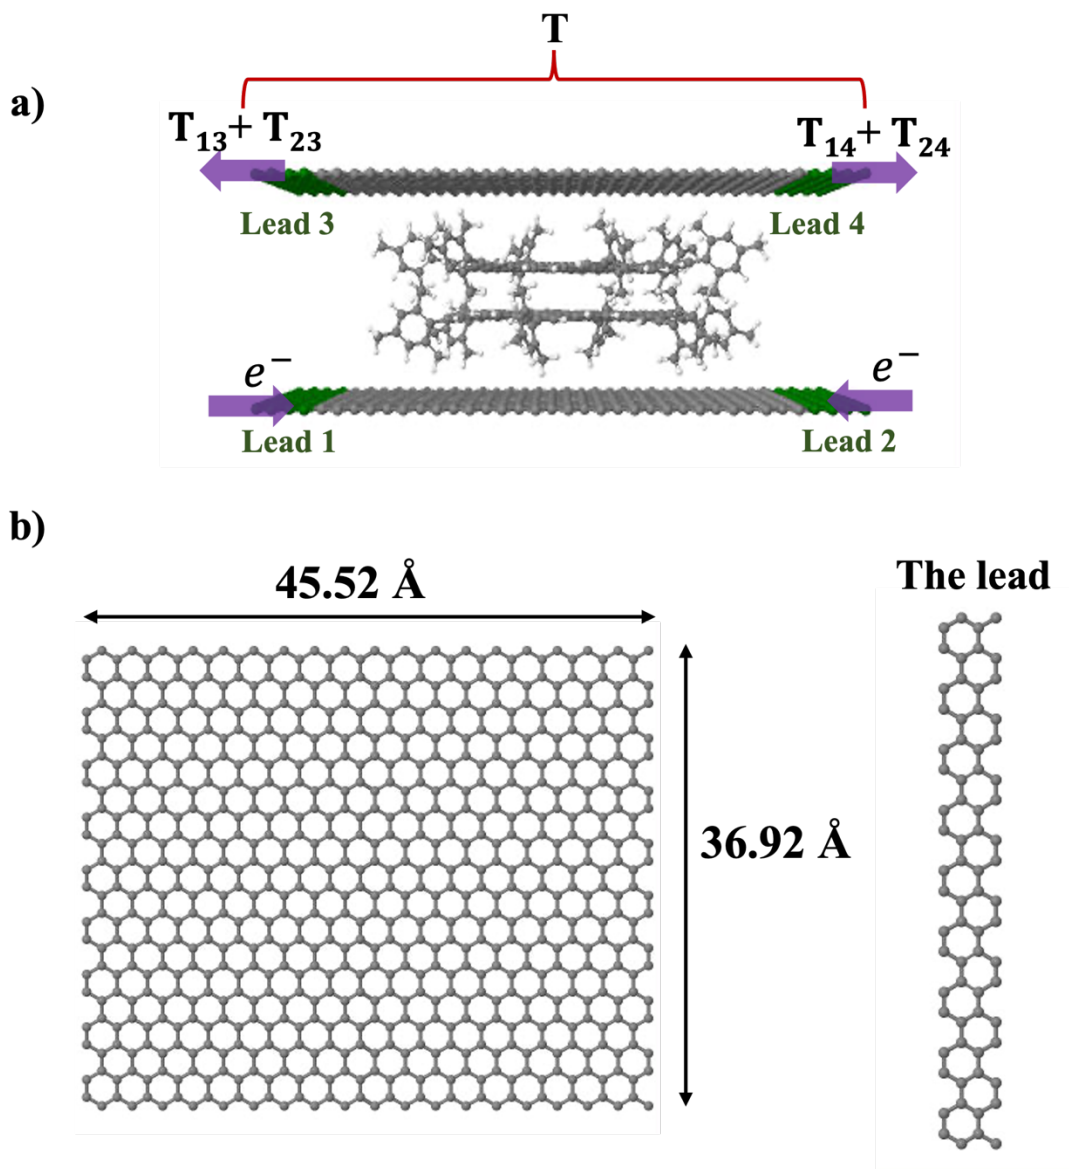 T
a)
T₁₃+ T₂₃
T₁₄+ T₂₄
Lead 3
Lead 4
e⁻
e⁻
Lead 1
Lead 2
b)
45.52 Å
The lead
36.92 Å